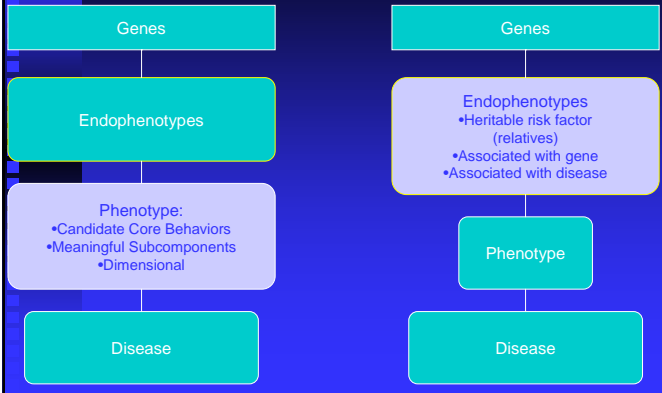 Genes
Endophenotypes
Phenotype:
•Candidate Core Behaviors
•Meaningful Subcomponents
•Dimensional
Disease
Genes
Endophenotypes
•Heritable risk factor
(relatives)
•Associated with gene
•Associated with disease
Phenotype
Disease